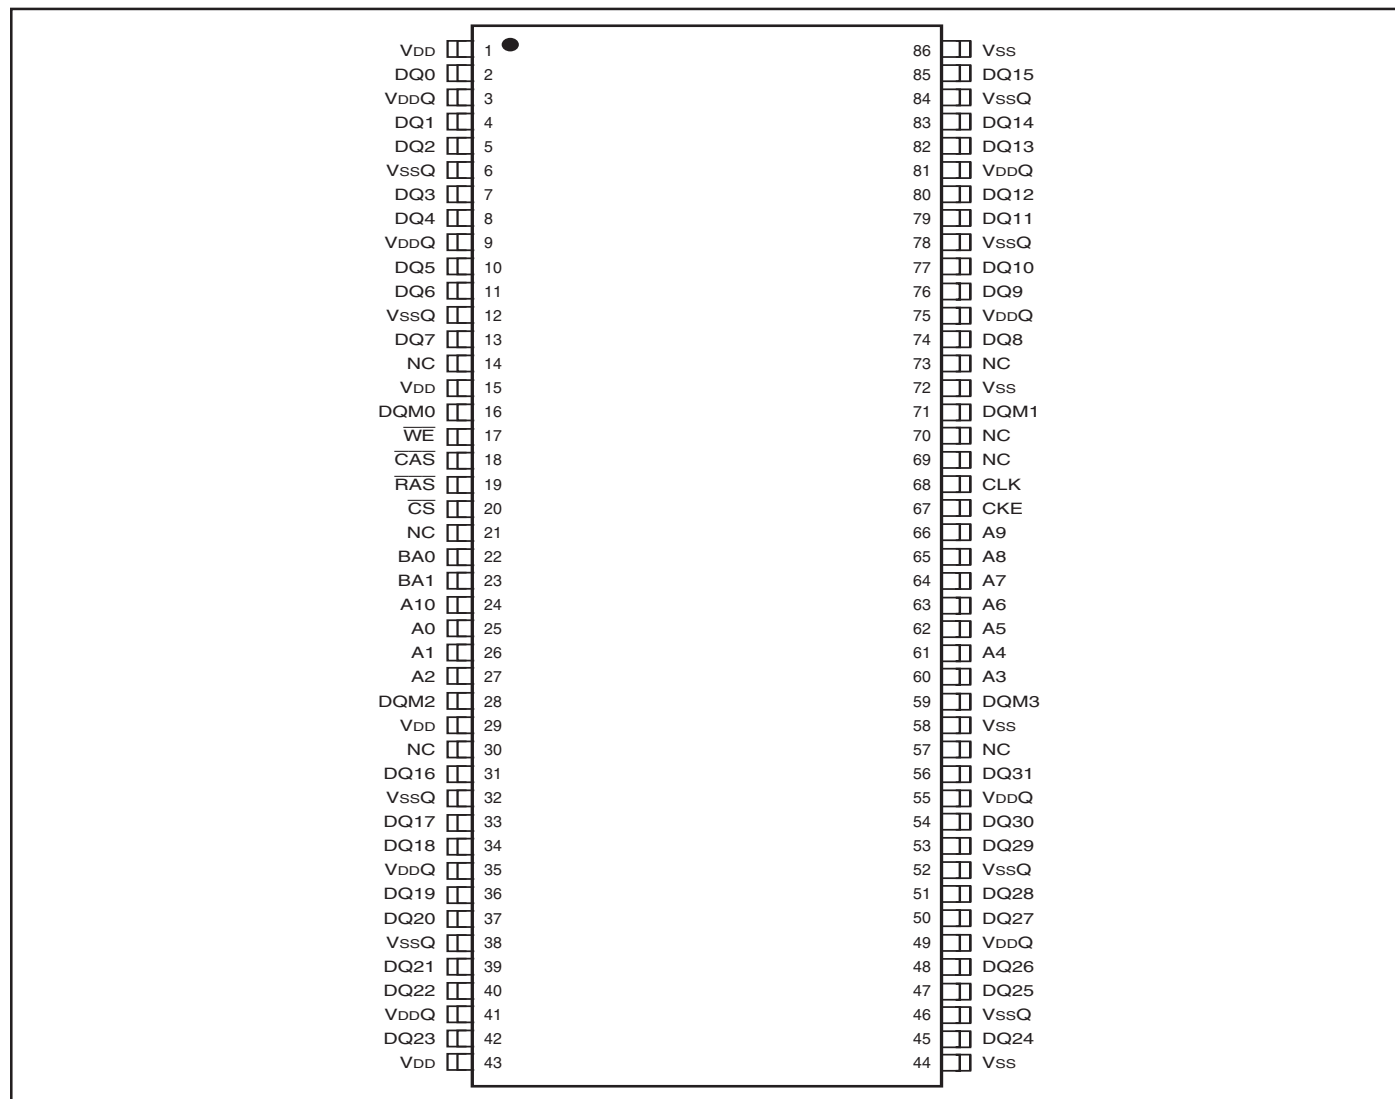 VDD 1 86 VSS
DQ0 2 85 DQ15
VDDQ 3 84 VSSQ
DQ1 4 83 DQ14
DQ2 5 82 DQ13
VSSQ 6 81 VDDQ
DQ3 7 80 DQ12
DQ4 8 79 DQ11
VDDQ 9 78 VSSQ
DQ5 10 77 DQ10
DQ6 11 76 DQ9
VSSQ 12 75 VDDQ
DQ7 13 74 DQ8
NC 14 73 NC
VDD 15 72 VSS
DQM0 16 71 DQM1
W̅E̅ 17 70 NC
C̅A̅S̅ 18 69 NC
R̅A̅S̅ 19 68 CLK
C̅S̅ 20 67 CKE
NC 21 66 A9
BA0 22 65 A8
BA1 23 64 A7
A10 24 63 A6
A0 25 62 A5
A1 26 61 A4
A2 27 60 A3
DQM2 28 59 DQM3
VDD 29 58 VSS
NC 30 57 NC
DQ16 31 56 DQ31
VSSQ 32 55 VDDQ
DQ17 33 54 DQ30
DQ18 34 53 DQ29
VDDQ 35 52 VSSQ
DQ19 36 51 DQ28
DQ20 37 50 DQ27
VSSQ 38 49 VDDQ
DQ21 39 48 DQ26
DQ22 40 47 DQ25
VDDQ 41 46 VSSQ
DQ23 42 45 DQ24
VDD 43 44 VSS